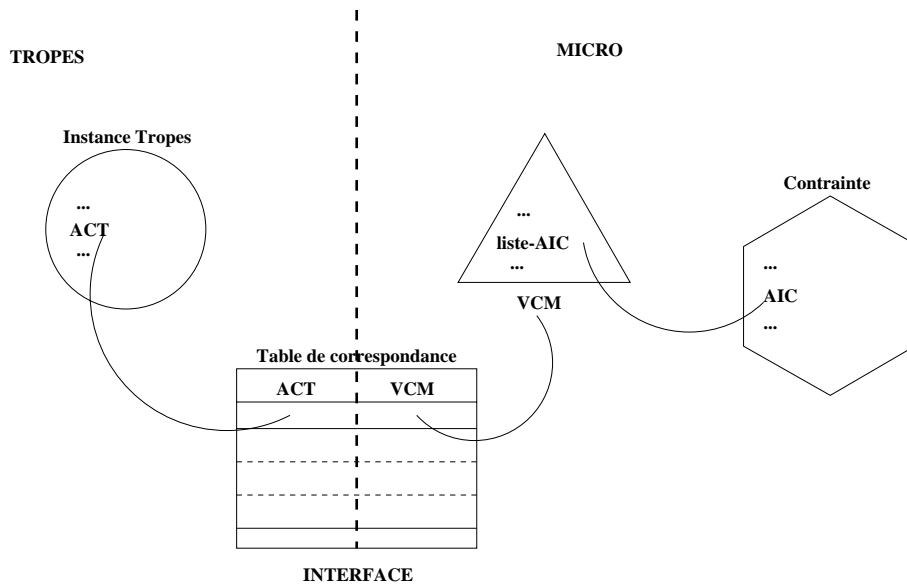 TROPES
MICRO
Instance Tropes
...
ACT
...
...
liste-AIC
...
VCM
Contrainte
...
AIC
...
Table de correspondance
ACT VCM
INTERFACE